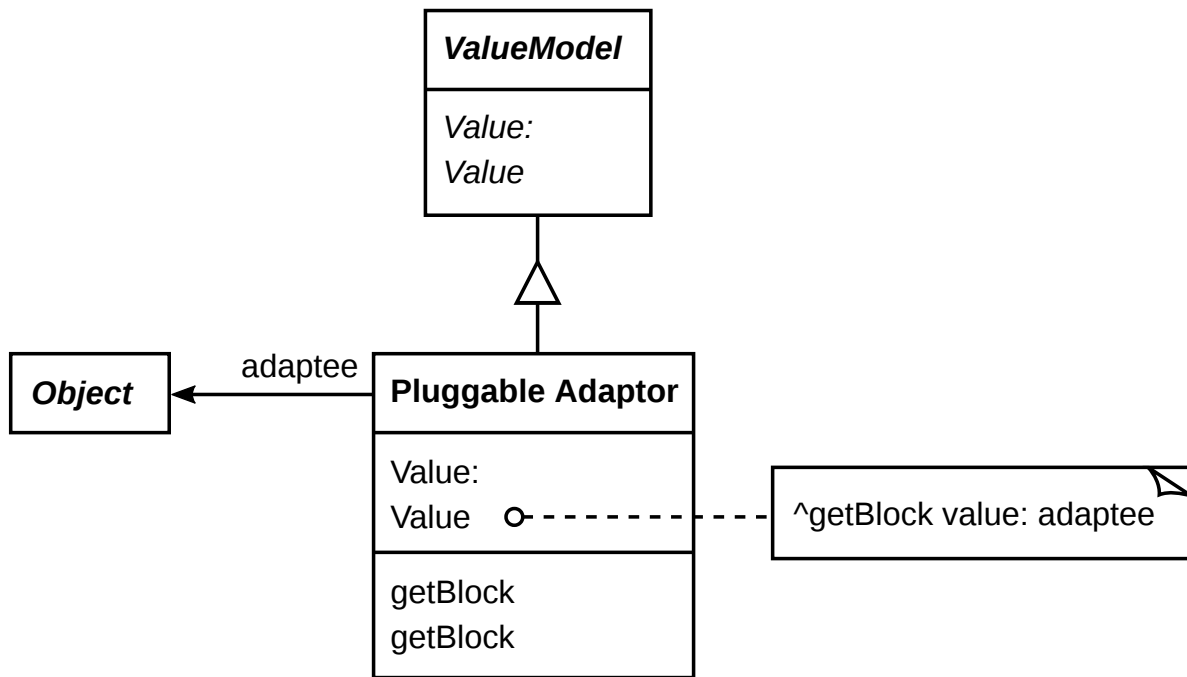 ValueModel
Value:
Value
adaptee
Object
Pluggable Adaptor
Value:
Value
^getBlock value: adaptee
getBlock
getBlock